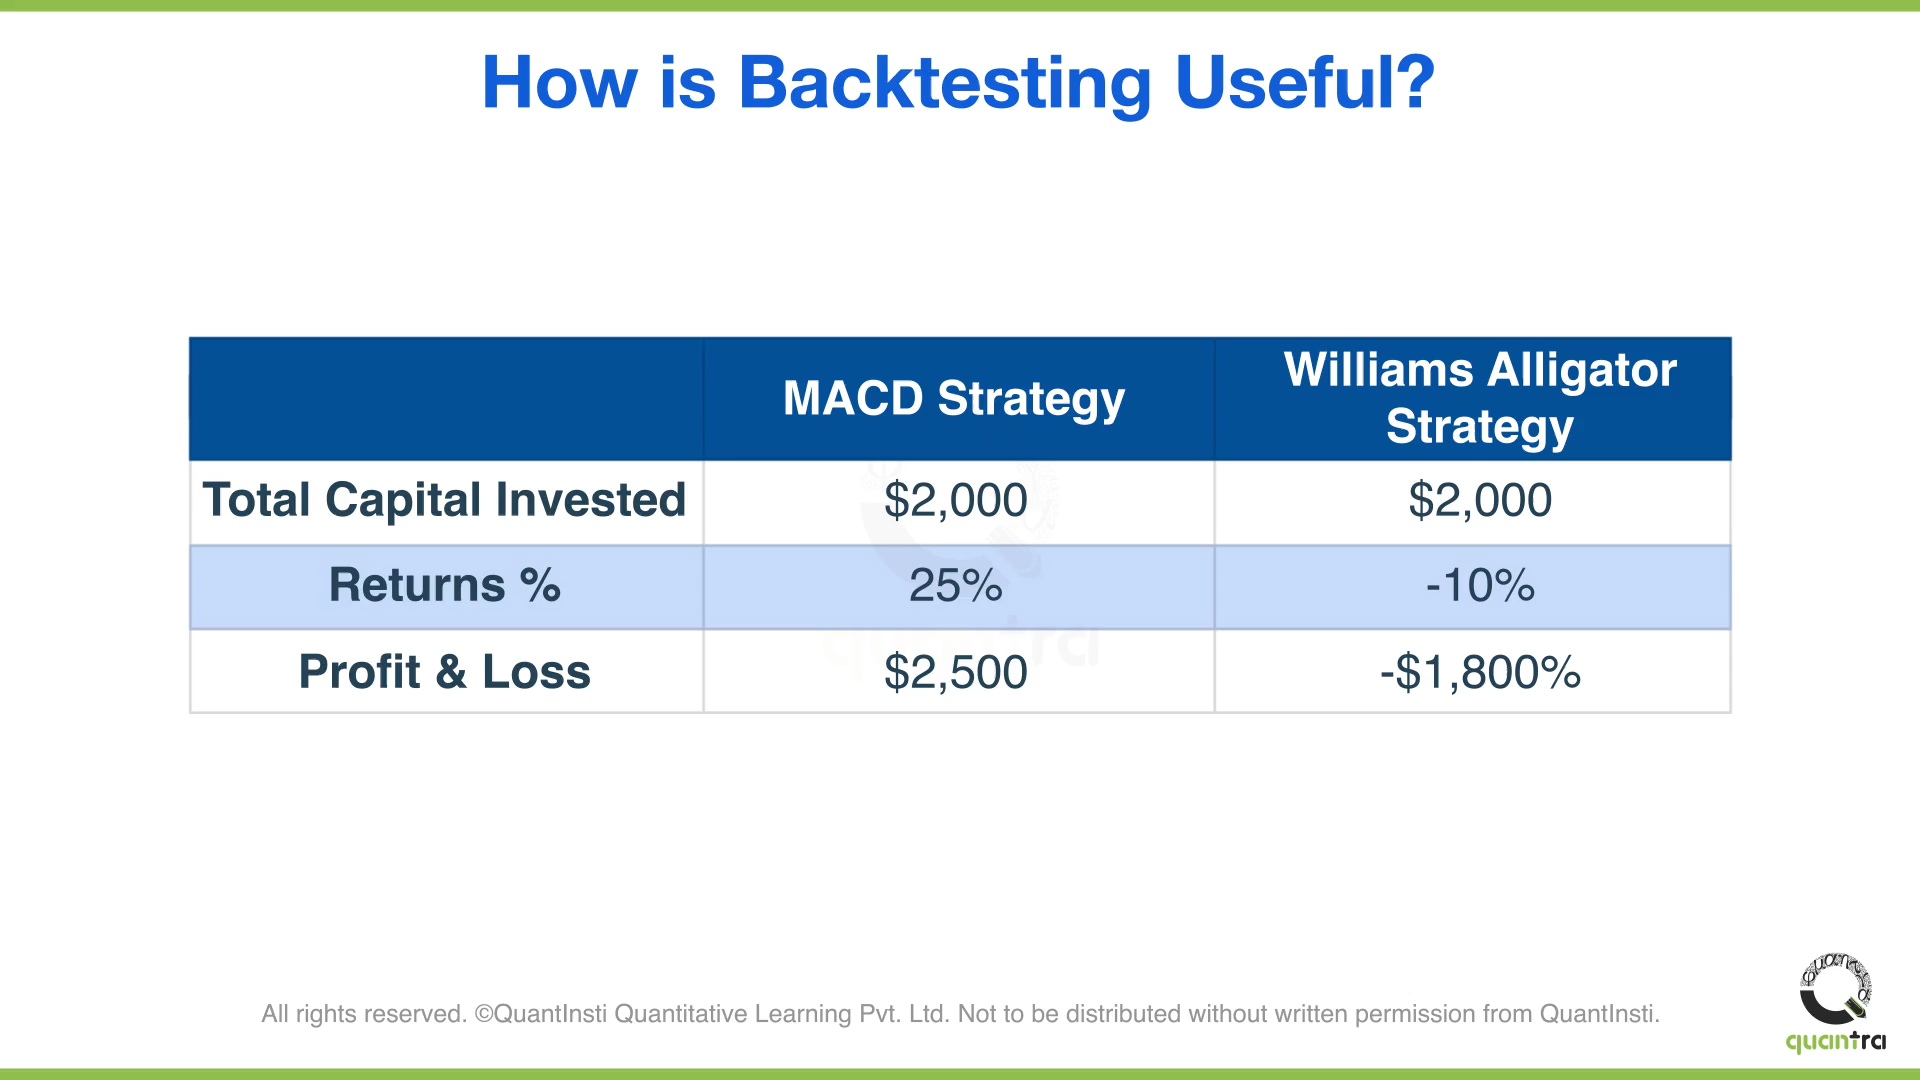 How is Backtesting Useful?
MACD Strategy
Williams Alligator
Strategy
Total Capital Invested
$2,000
$2,000
Returns %
25%
-10%
Profit & Loss
$2,500
-$1,800%
All rights reserved. ©QuantInsti Quantitative Learning Pvt. Ltd. Not to be distributed without written permission from QuantInsti.
quantra